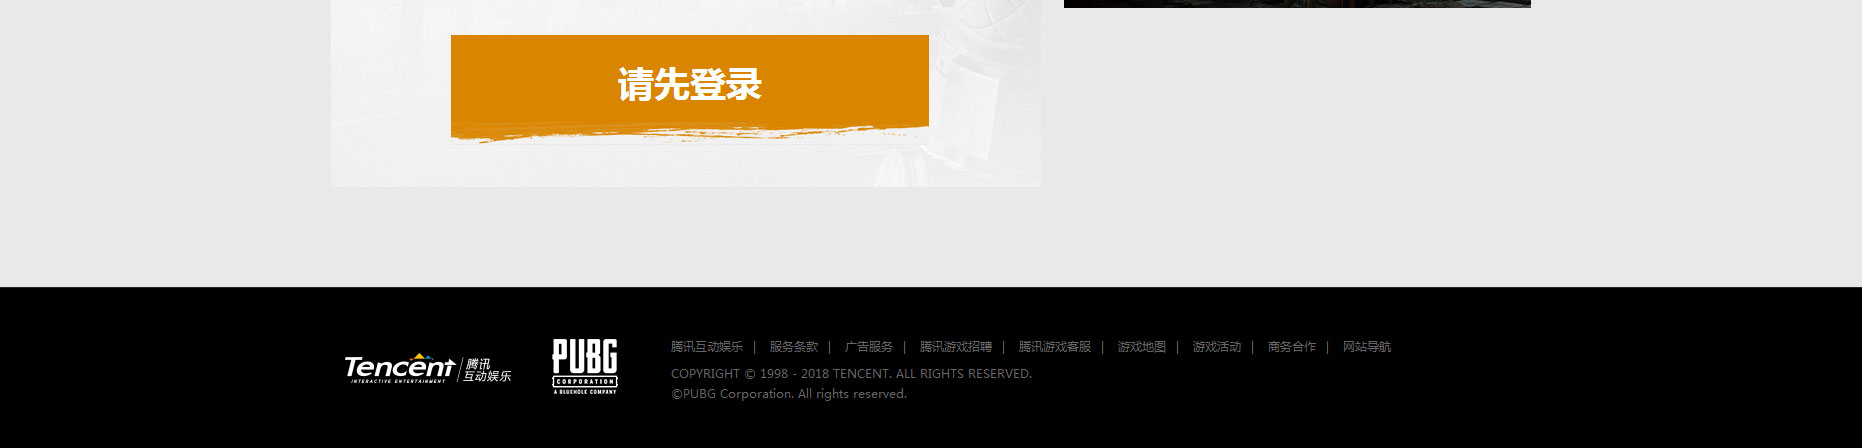 请先登录
Tencent 腾讯
INTERACTIVE ENTERTAINMENT 互动娱乐
PUBG
CORPORATION
A BLUEHOLE COMPANY
腾讯互动娱乐 | 服务条款 | 广告服务 | 腾讯游戏招聘 | 腾讯游戏客服 | 游戏地图 | 游戏活动 | 商务合作 | 网站导航
COPYRIGHT © 1998 - 2018 TENCENT. ALL RIGHTS RESERVED.
©PUBG Corporation. All rights reserved.